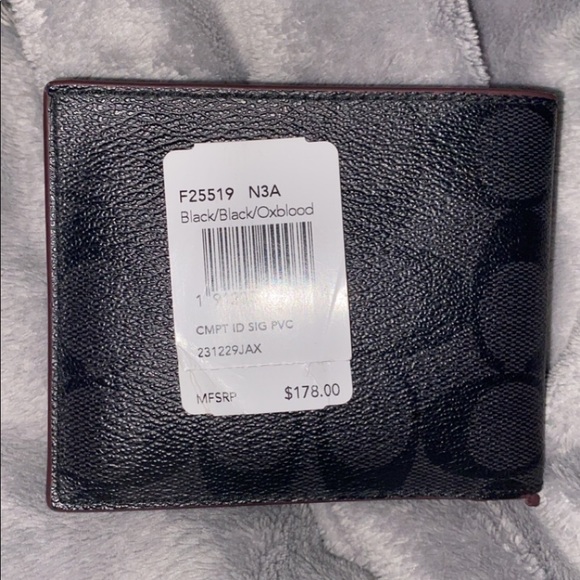 F25519 N3A
Black/Black/Oxblood
CMPT ID SIG PVC
231229JAX
MFSRP $178.00